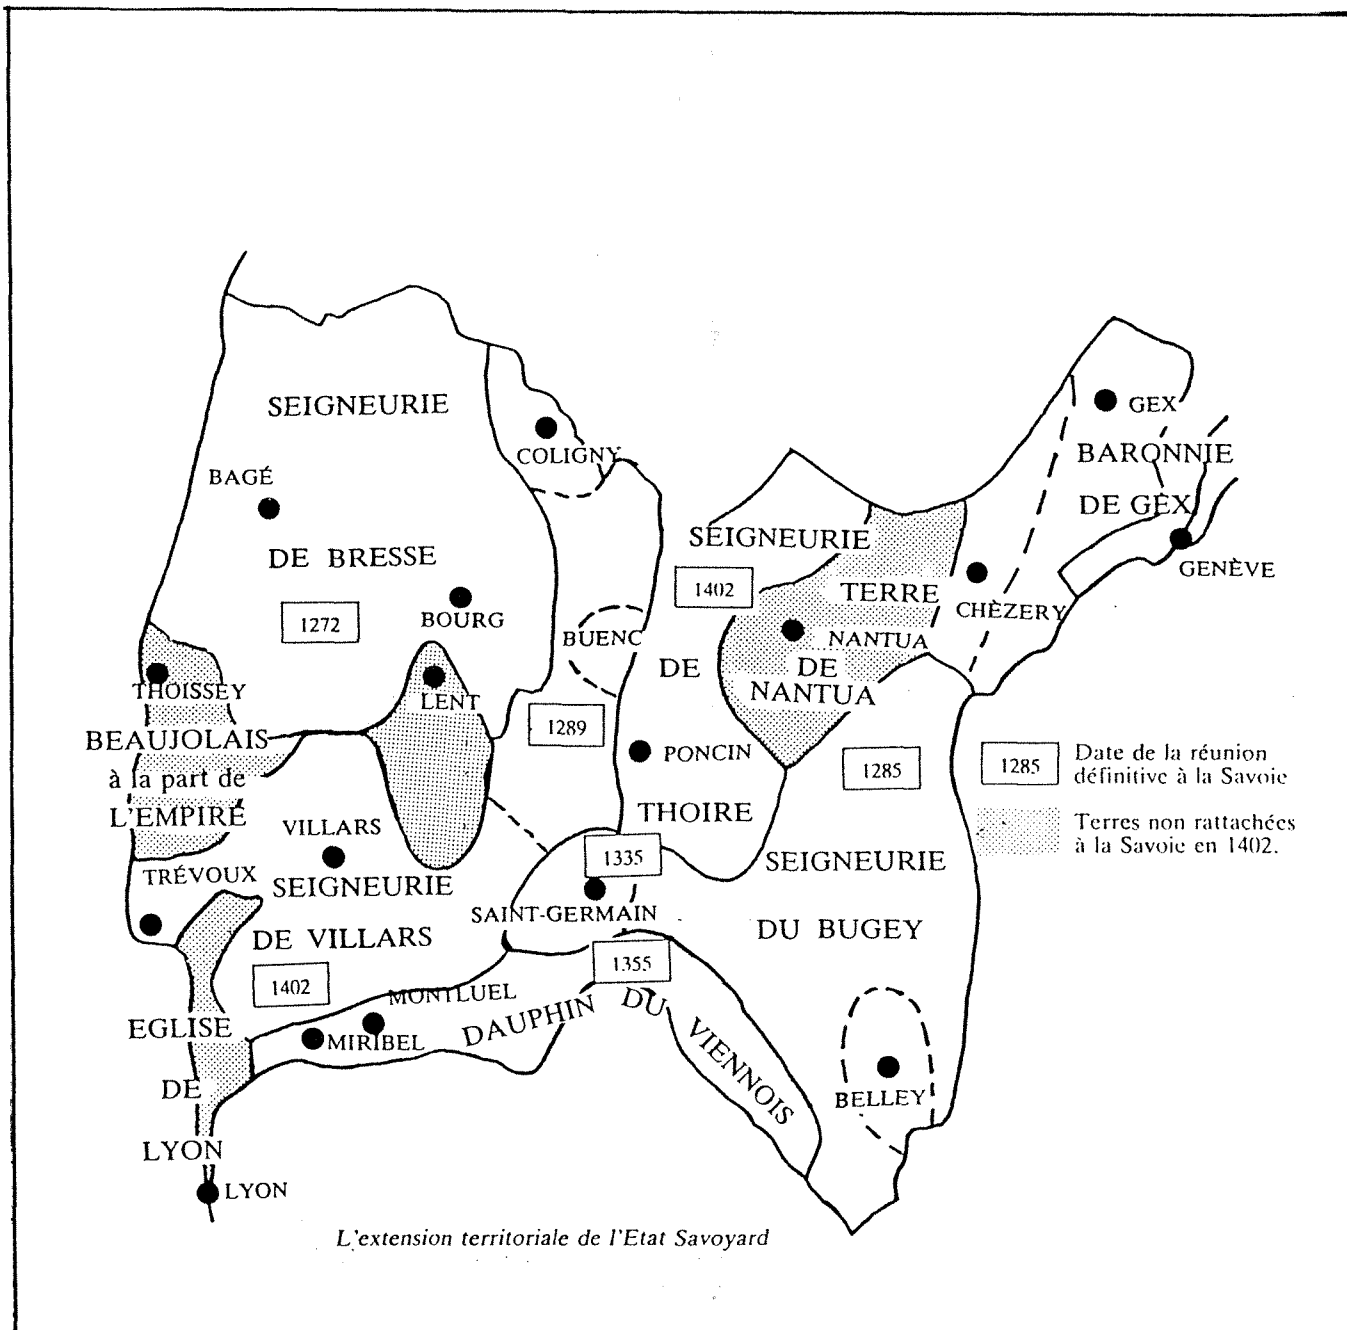 SEIGNEURIE
DE BRESSE
BAGÉ
1272
BOURG
COLIGNY
BUENC
1289
THOISSEY
LENT
BEAUJOLAIS
à la part de
L'EMPIRE
VILLARS
TRÉVOUX
SEIGNEURIE
DE VILLARS
1402
SAINT-GERMAIN
1335
1355
MONTLUEL
MIRIBEL
DAUPHIN DU VIENNOIS
EGLISE
DE
LYON
LYON
SEIGNEURIE
1402
DE
PONCIN
THOIRE
TERRE
NANTUA
DE
NANTUA
CHÈZERY
GEX
BARONNIE
DE GEX
GENÈVE
1285
SEIGNEURIE
DU BUGEY
BELLEY
1285 Date de la réunion
définitive à la Savoie
Terres non rattachées
à la Savoie en 1402.
L'extension territoriale de l'Etat Savoyard